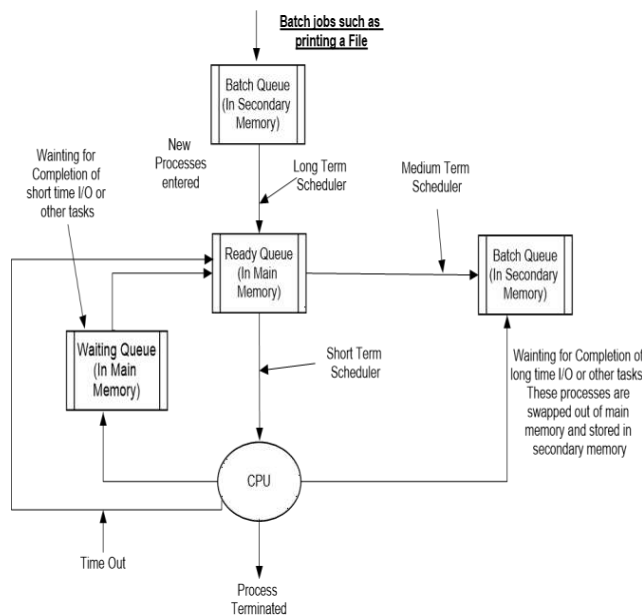 Batch jobs such as
printing a File
Batch Queue
(In Secondary
Memory)
New
Processes
entered
Long Term
Scheduler
Wainting for
Completion of
short time I/O or
other tasks
Medium Term
Scheduler
Ready Queue
(In Main
Memory)
Batch Queue
(In Secondary
Memory)
Waiting Queue
(In Main
Memory)
Short Term
Scheduler
Wainting for Completion of
long time I/O or other tasks
These processes are
swapped out of main
memory and stored in
secondary memory
CPU
Time Out
Process
Terminated